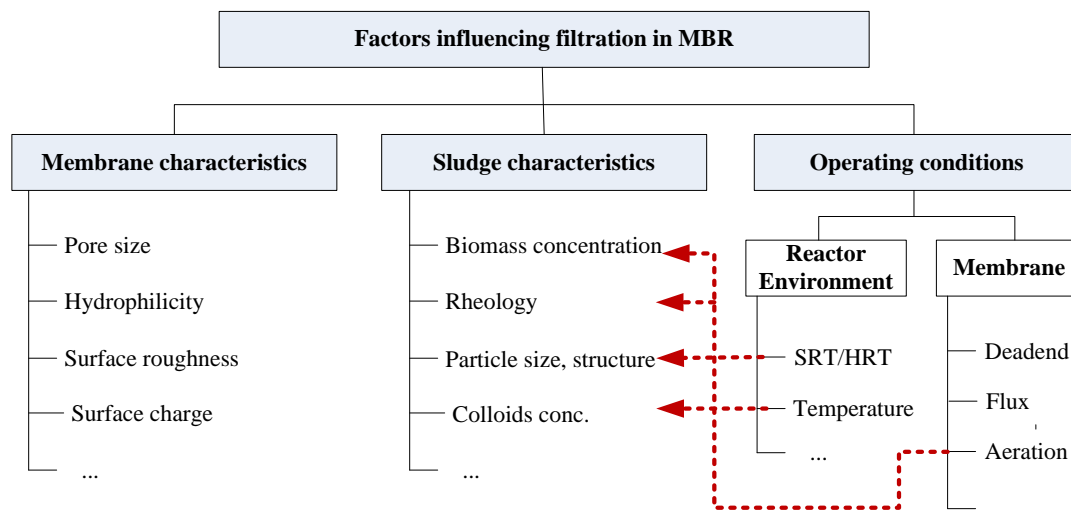 Factors influencing filtration in MBR
Membrane characteristics
Pore size
Hydrophilicity
Surface roughness
Surface charge
...
Sludge characteristics
Biomass concentration
Rheology
Particle size, structure
Colloids conc.
...
Operating conditions
Reactor
Environment
SRT/HRT
Temperature
...
Membrane
Deadend
Flux
Aeration